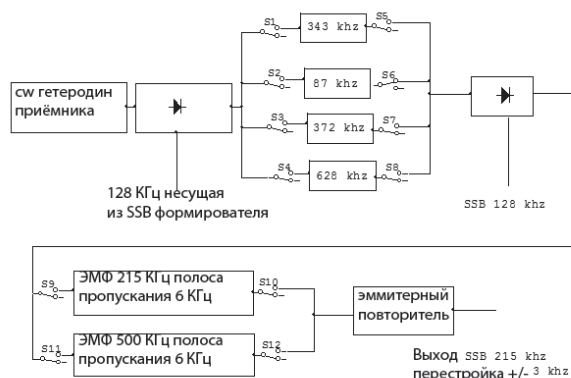 S1
343 khz
S5
S2
87 khz
S6
cw гетеродин
приёмника
S3
372 khz
S7
S4
628 khz
S8
128 КГц несущая
из SSB формирователя
SSB 128 khz
S9
ЭМФ 215 КГц полоса
пропускания 6 КГц
S10
эммитерный
повторитель
S11
ЭМФ 500 КГц полоса
пропускания 6 КГц
S12
Выход SSB 215 khz
перестройка +/- 3 khz